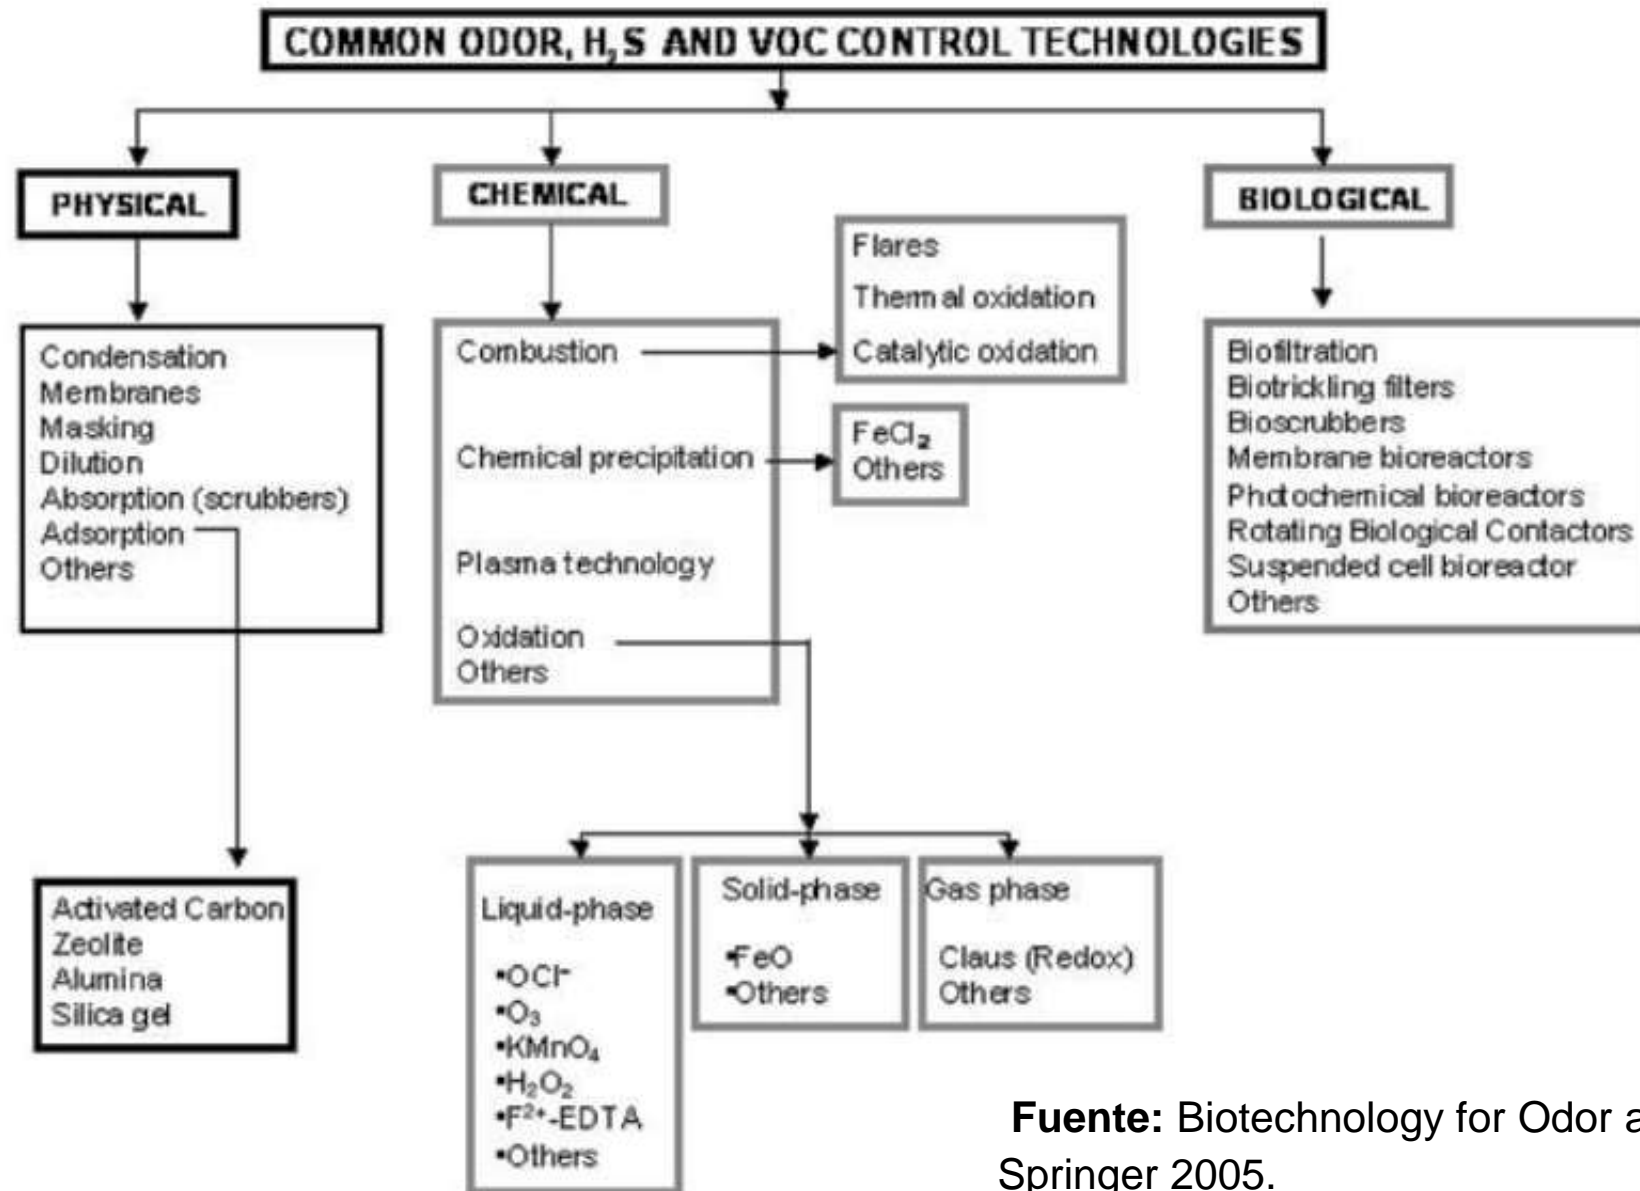 COMMON ODOR, H₂S AND VOC CONTROL TECHNOLOGIES
PHYSICAL
Condensation
Membranes
Masking
Dilution
Absorption (scrubbers)
Adsorption
Others
Activated Carbon
Zeolite
Alumina
Silica gel
CHEMICAL
Combustion
Chemical precipitation
Plasma technology
Oxidation
Others
Flares
Thermal oxidation
Catalytic oxidation
FeCl₂
Others
Liquid-phase
▪OCl⁻
▪O₃
▪KMnO₄
▪H₂O₂
▪F²⁺-EDTA
▪Others
Solid-phase
▪FeO
▪Others
Gas phase
Claus (Redox)
Others
BIOLOGICAL
Biofiltration
Biotrickling filters
Bioscrubbers
Membrane bioreactors
Photochemical bioreactors
Rotating Biological Contactors
Suspended cell bioreactor
Others
Fuente: Biotechnology for Odor
Springer 2005.